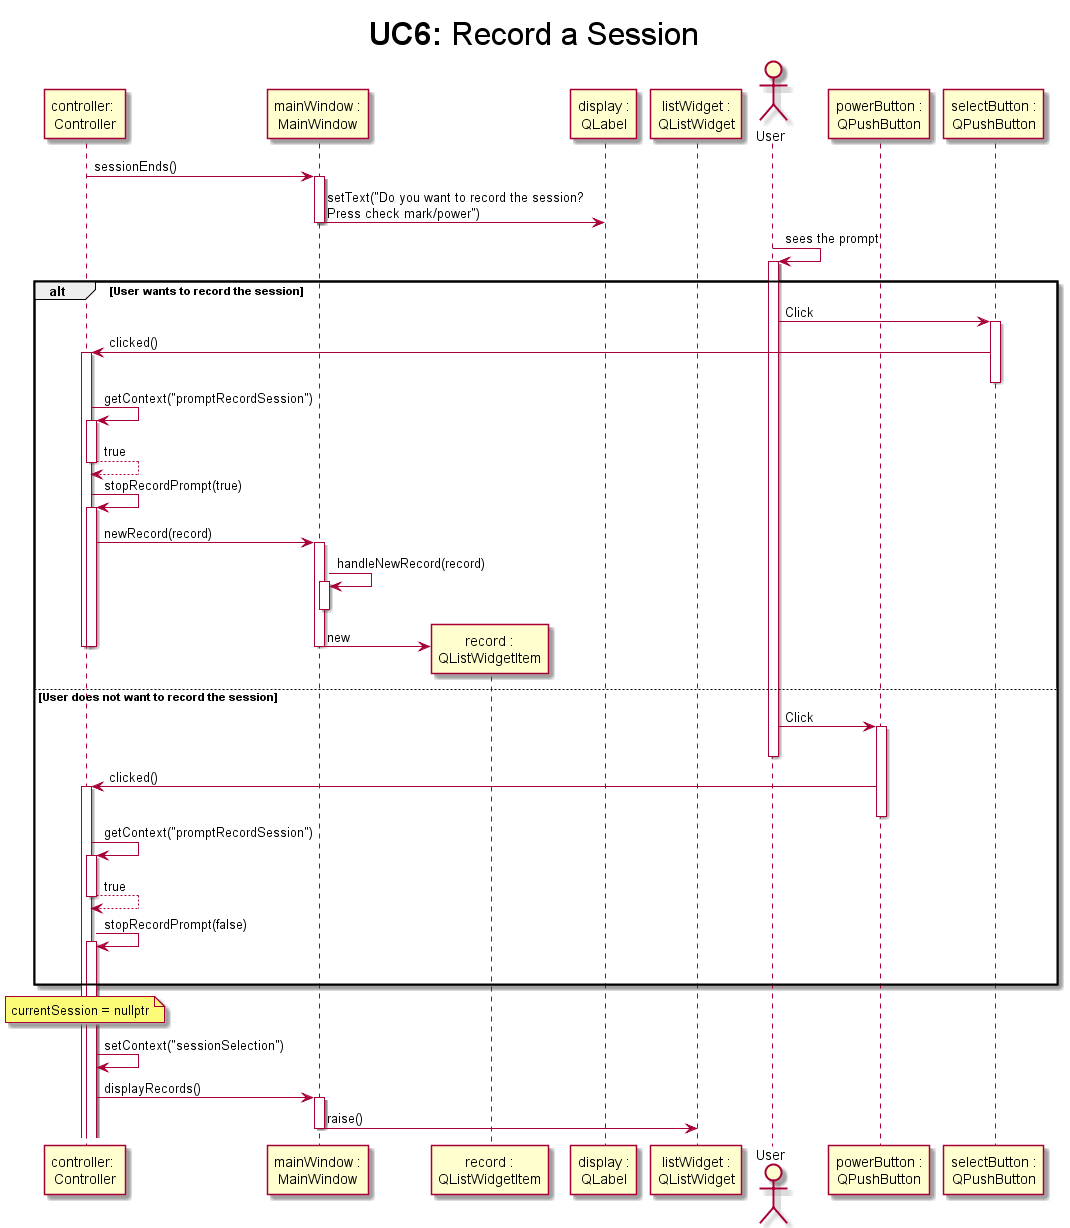 UC6: Record a Session
controller:
Controller
mainWindow :
MainWindow
display :
QLabel
listWidget :
QListWidget
User
powerButton :
QPushButton
selectButton :
QPushButton
sessionEnds()
setText("Do you want to record the session?
Press check mark/power")
sees the prompt
alt
[User wants to record the session]
Click
clicked()
getContext("promptRecordSession")
true
stopRecordPrompt(true)
newRecord(record)
handleNewRecord(record)
new
record :
QListWidgetItem
[User does not want to record the session]
Click
clicked()
getContext("promptRecordSession")
true
stopRecordPrompt(false)
currentSession = nullptr
setContext("sessionSelection")
displayRecords()
raise()
controller:
Controller
mainWindow :
MainWindow
record :
QListWidgetItem
display :
QLabel
listWidget :
QListWidget
User
powerButton :
QPushButton
selectButton :
QPushButton